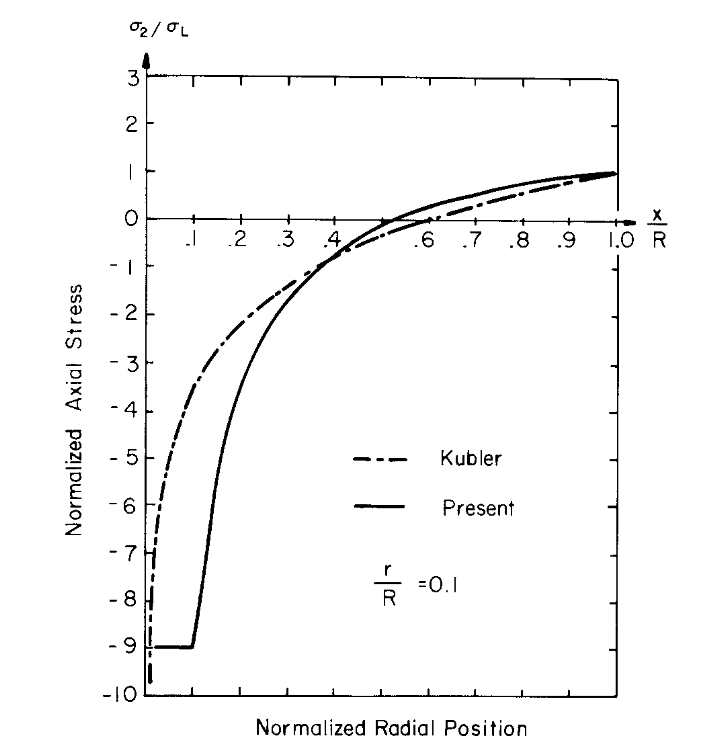 σ2/σL
3
2
1
0
-1
-2
-3
-4
-5
-6
-7
-8
-9
-10
.1 .2 .3 .4 .5 .6 .7 .8 .9 1.0
x/R
Normalized Axial Stress
Kubler
Present
r/R =0.1
Normalized Radial Position